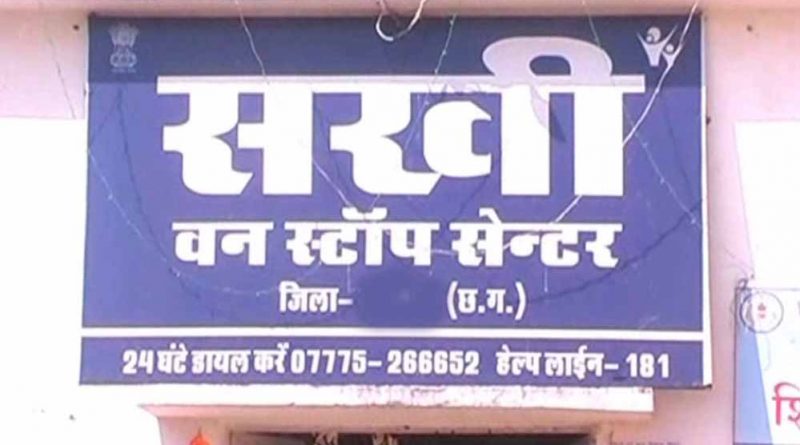 सखी
वन स्टॉप सेन्टर
जिला- (छ.ग.)
24 घंटे डायल करें 07775-266652 हेल्प लाईन-181